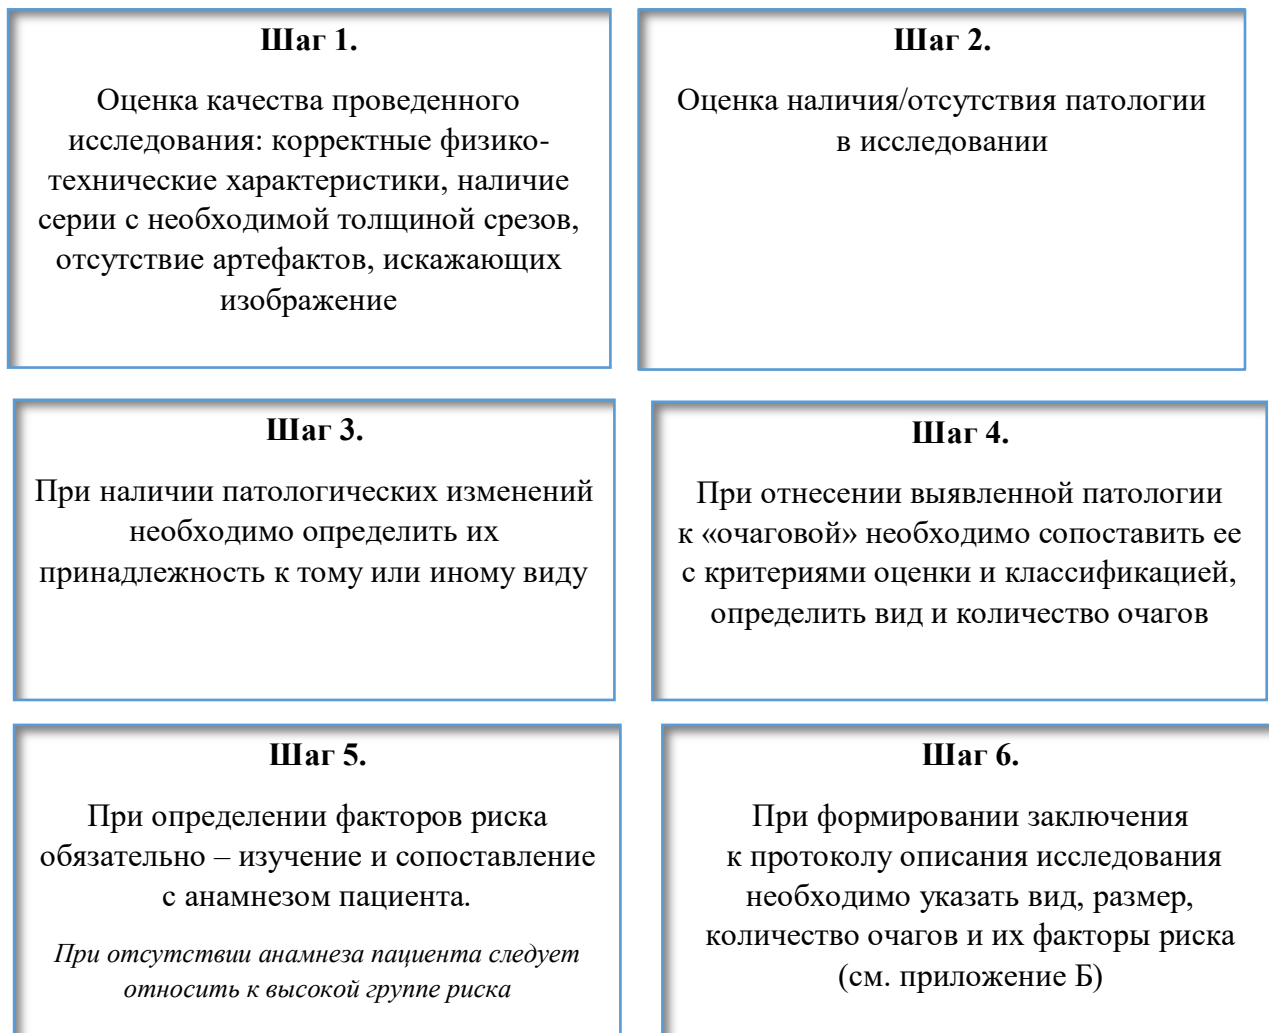 Шаг 1.
Оценка качества проведенного
исследования: корректные физико-
технические характеристики, наличие
серии с необходимой толщиной срезов,
отсутствие артефактов, искажающих
изображение
Шаг 2.
Оценка наличия/отсутствия патологии
в исследовании
Шаг 3.
При наличии патологических изменений
необходимо определить их
принадлежность к тому или иному виду
Шаг 4.
При отнесении выявленной патологии
к «очаговой» необходимо сопоставить ее
с критериями оценки и классификацией,
определить вид и количество очагов
Шаг 5.
При определении факторов риска
обязательно – изучение и сопоставление
с анамнезом пациента.
При отсутствии анамнеза пациента следует
относить к высокой группе риска
Шаг 6.
При формировании заключения
к протоколу описания исследования
необходимо указать вид, размер,
количество очагов и их факторы риска
(см. приложение Б)